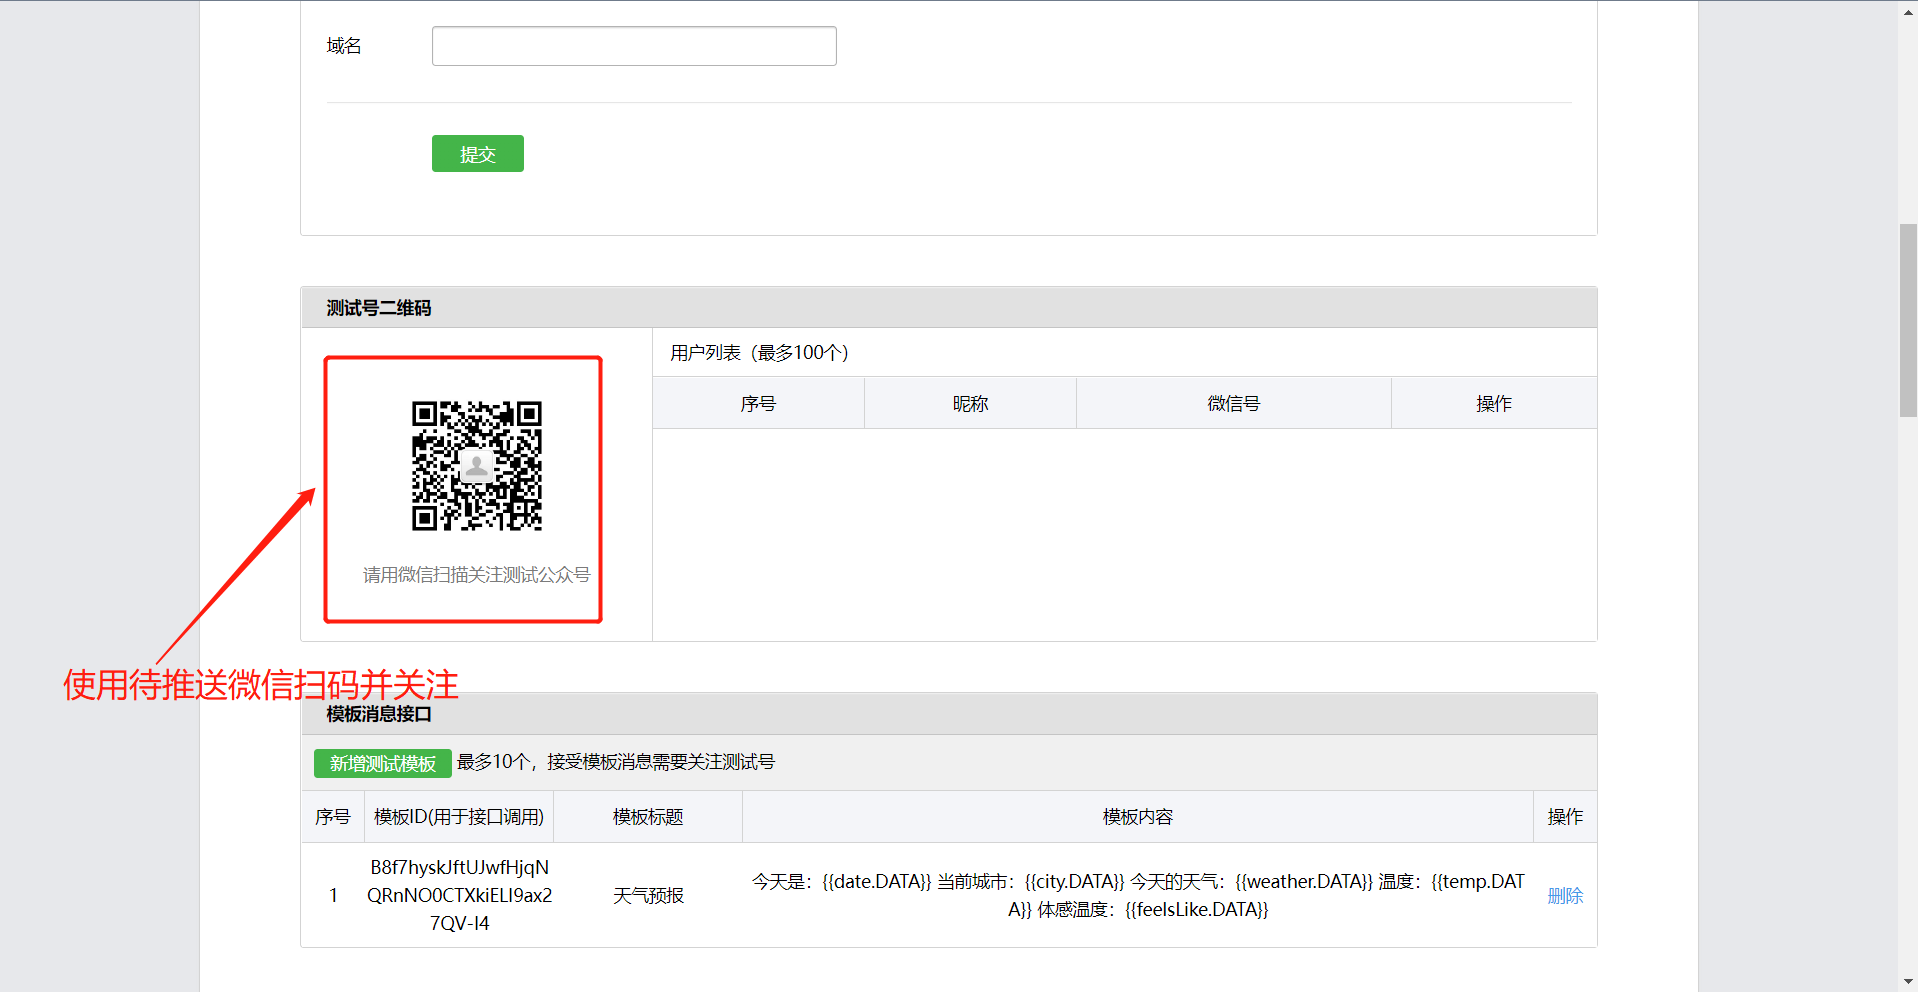 域名
提交
测试号二维码
用户列表（最多100个）
序号 昵称 微信号 操作
请用微信扫描关注测试公众号
使用待推送微信扫码并关注
模板消息接口
新增测试模板 最多10个，接受模板消息需要关注测试号
序号 模板ID(用于接口调用) 模板标题 模板内容 操作
B8f7hyskJftUJwfHjqN
QRnNO0CTXkiELI9ax2
7QV-I4
1 天气预报
今天是：{{date.DATA}} 当前城市：{{city.DATA}} 今天的天气：{{weather.DATA}} 温度：{{temp.DAT
A}} 体感温度：{{feelsLike.DATA}}
删除